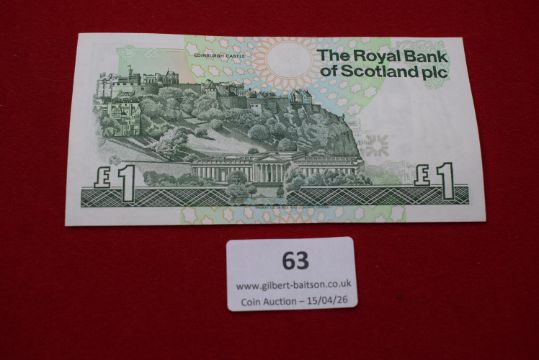 EDINBURGH CASTLE
The Royal Bank
of Scotland plc
£1
£1
63
www.gilbert-baitson.co.uk
Coin Auction – 15/04/26